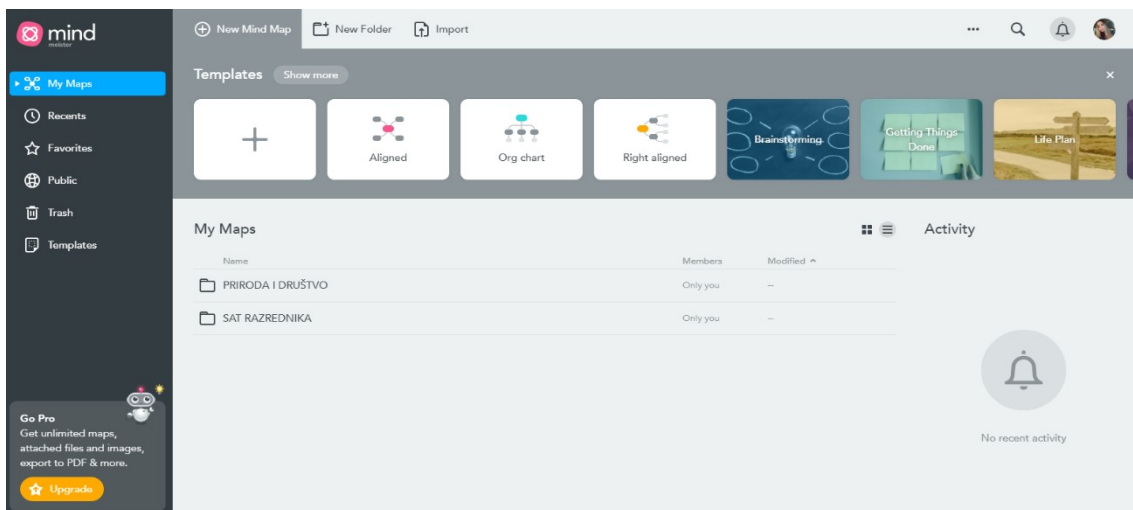 mind
meister
My Maps
Recents
Favorites
Public
Trash
Templates
Go Pro
Get unlimited maps,
attached files and images,
export to PDF & more.
Upgrade
New Mind Map New Folder Import
Templates Show more
Aligned
Org chart
Right aligned
Brainstorming
Getting Things
Done
Life Plan
My Maps
Name Members Modified
PRIRODA I DRUŠTVO Only you --
SAT RAZREDNIKA Only you --
Activity
No recent activity